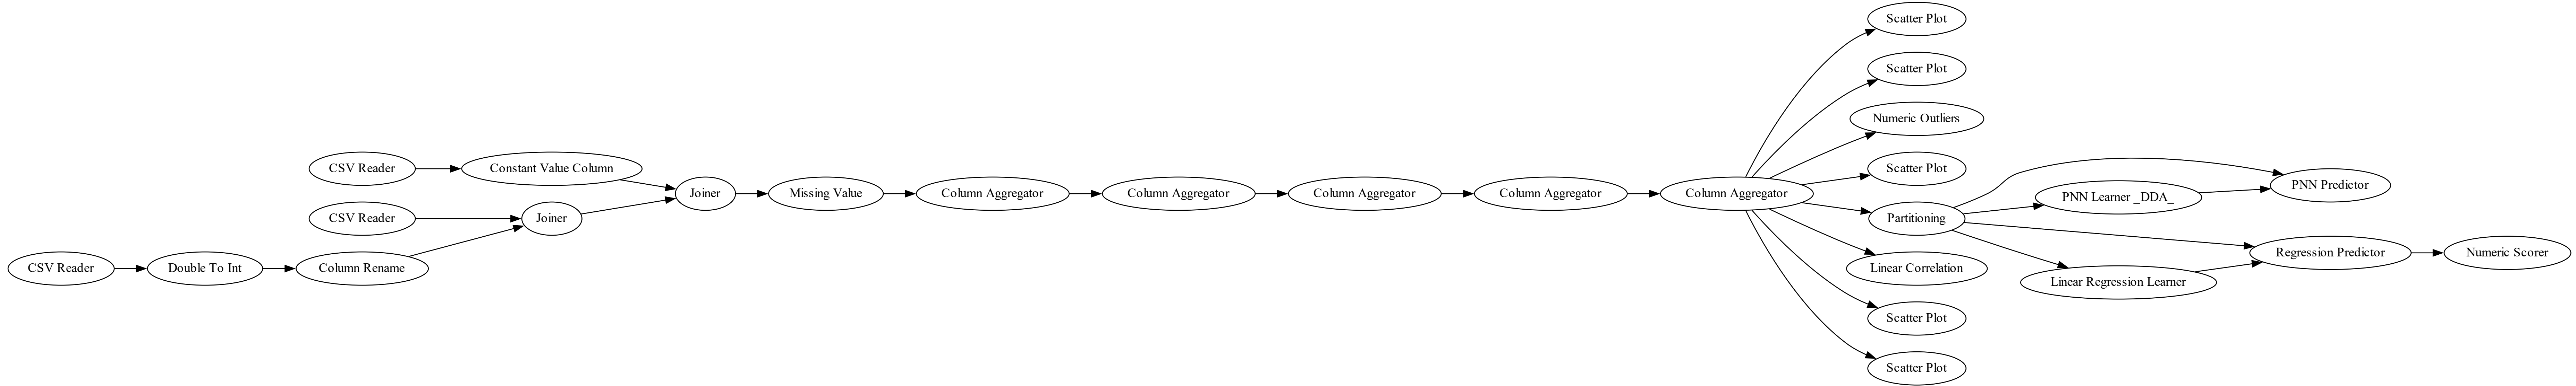 Scatter Plot
Scatter Plot
Numeric Outliers
CSV Reader
Constant Value Column
Scatter Plot
PNN Predictor
Joiner
Missing Value
Column Aggregator
Column Aggregator
Column Aggregator
Column Aggregator
Column Aggregator
PNN Learner _DDA_
CSV Reader
Joiner
Partitioning
Regression Predictor
Numeric Scorer
CSV Reader
Double To Int
Column Rename
Linear Correlation
Linear Regression Learner
Scatter Plot
Scatter Plot